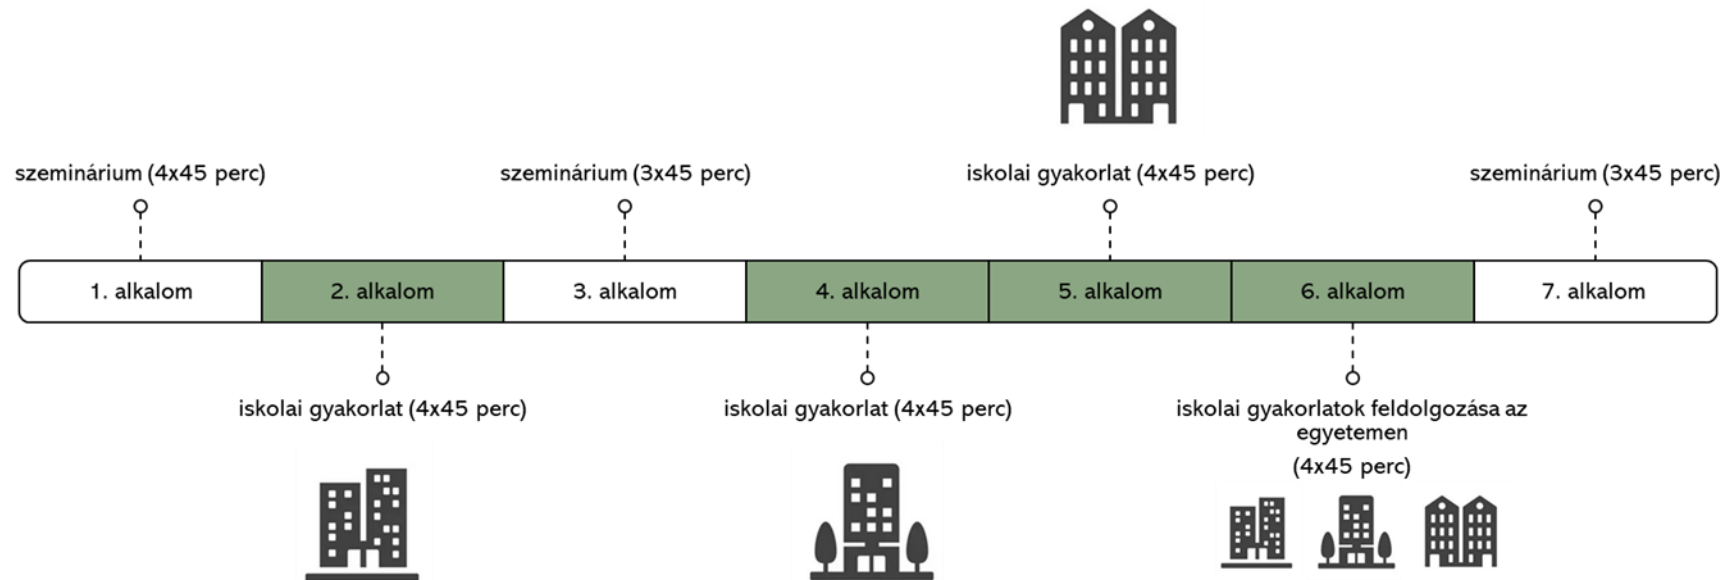 szeminárium (4x45 perc)
szeminárium (3x45 perc)
iskolai gyakorlat (4x45 perc)
szeminárium (3x45 perc)
1. alkalom
2. alkalom
3. alkalom
4. alkalom
5. alkalom
6. alkalom
7. alkalom
iskolai gyakorlat (4x45 perc)
iskolai gyakorlat (4x45 perc)
iskolai gyakorlatok feldolgozása az
egyetemen
(4x45 perc)